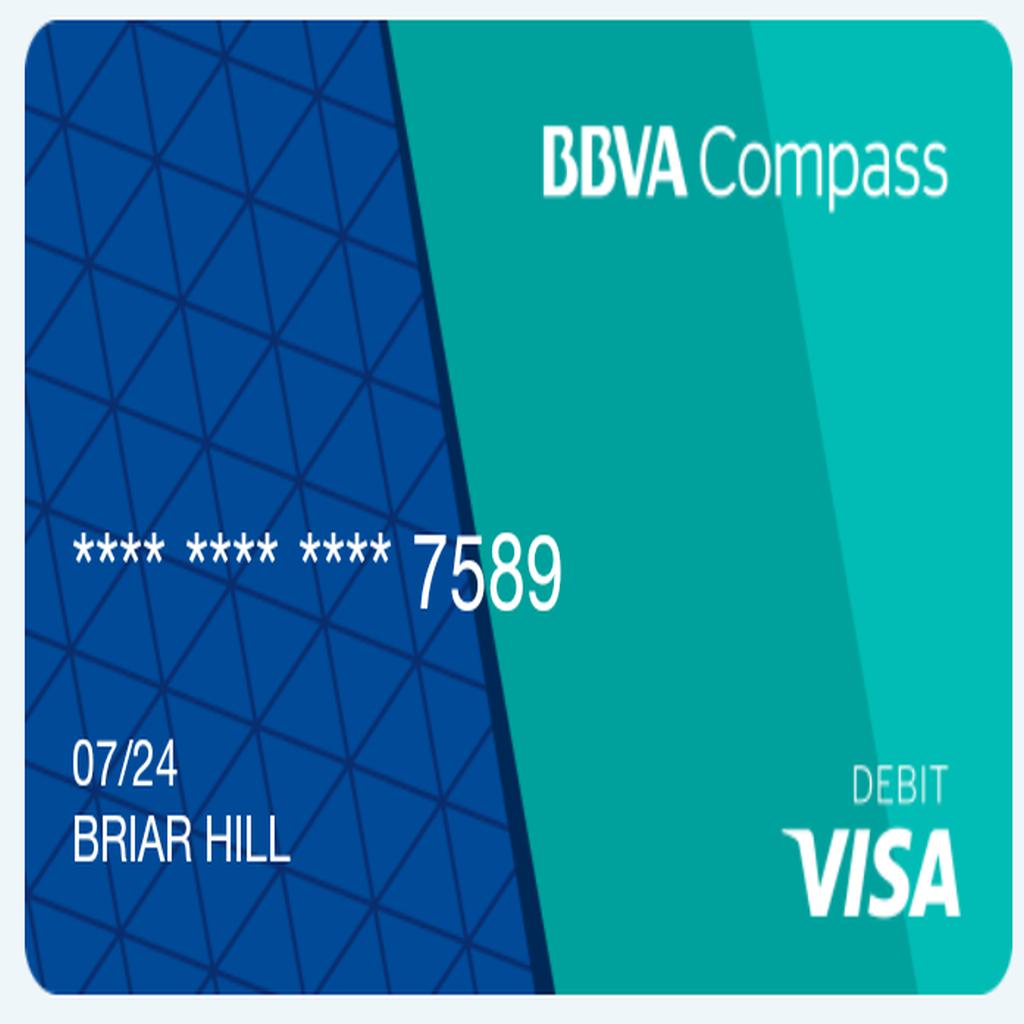 BBVA Compass
**** **** **** 7589
07/24
BRIAR HILL
DEBIT
VISA